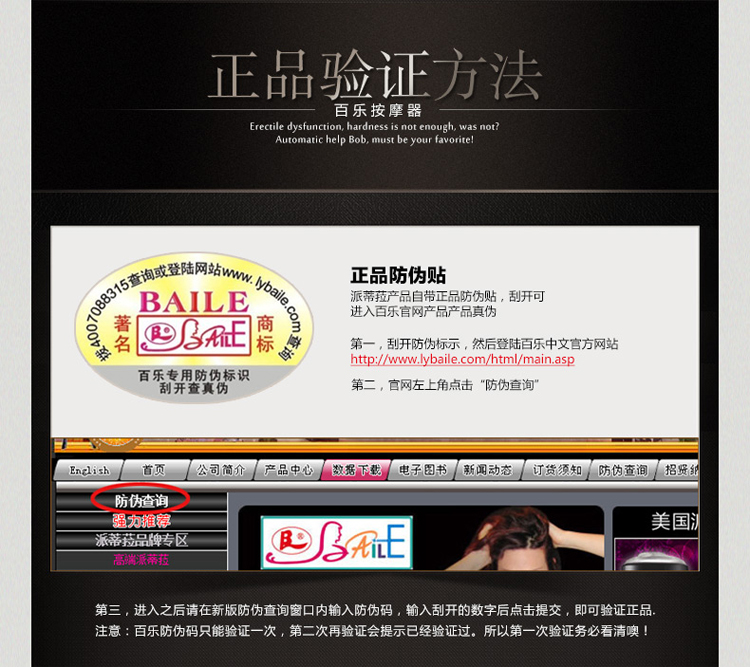 正品验证方法
百乐按摩器
Erectile dysfunction, hardness is not enough, was not?
Automatic help Bob, must be your favorite!
拨4007088315查询或登陆网站www.lybaile.com查询
BAILE
著名
BAILE
商标
百乐专用防伪标识
刮开查真伪
正品防伪贴
派蒂菈产品自带正品防伪贴，刮开可
进入百乐官网产品产品真伪
第一，刮开防伪标示，然后登陆百乐中文官方网站
http://www.lybaile.com/html/main.asp
第二，官网左上角点击“防伪查询”
English 首页 公司简介 产品中心 数据下载 电子图书 新闻动态 订货须知 防伪查询 招贤纳
防伪查询
强力推荐
派蒂菈品牌专区
高端派蒂菈
BAILE
美国派
第三，进入之后请在新版防伪查询窗口内输入防伪码，输入刮开的数字后点击提交，即可验证正品.
注意：百乐防伪码只能验证一次，第二次再验证会提示已经验证过。所以第一次验证务必看清噢！